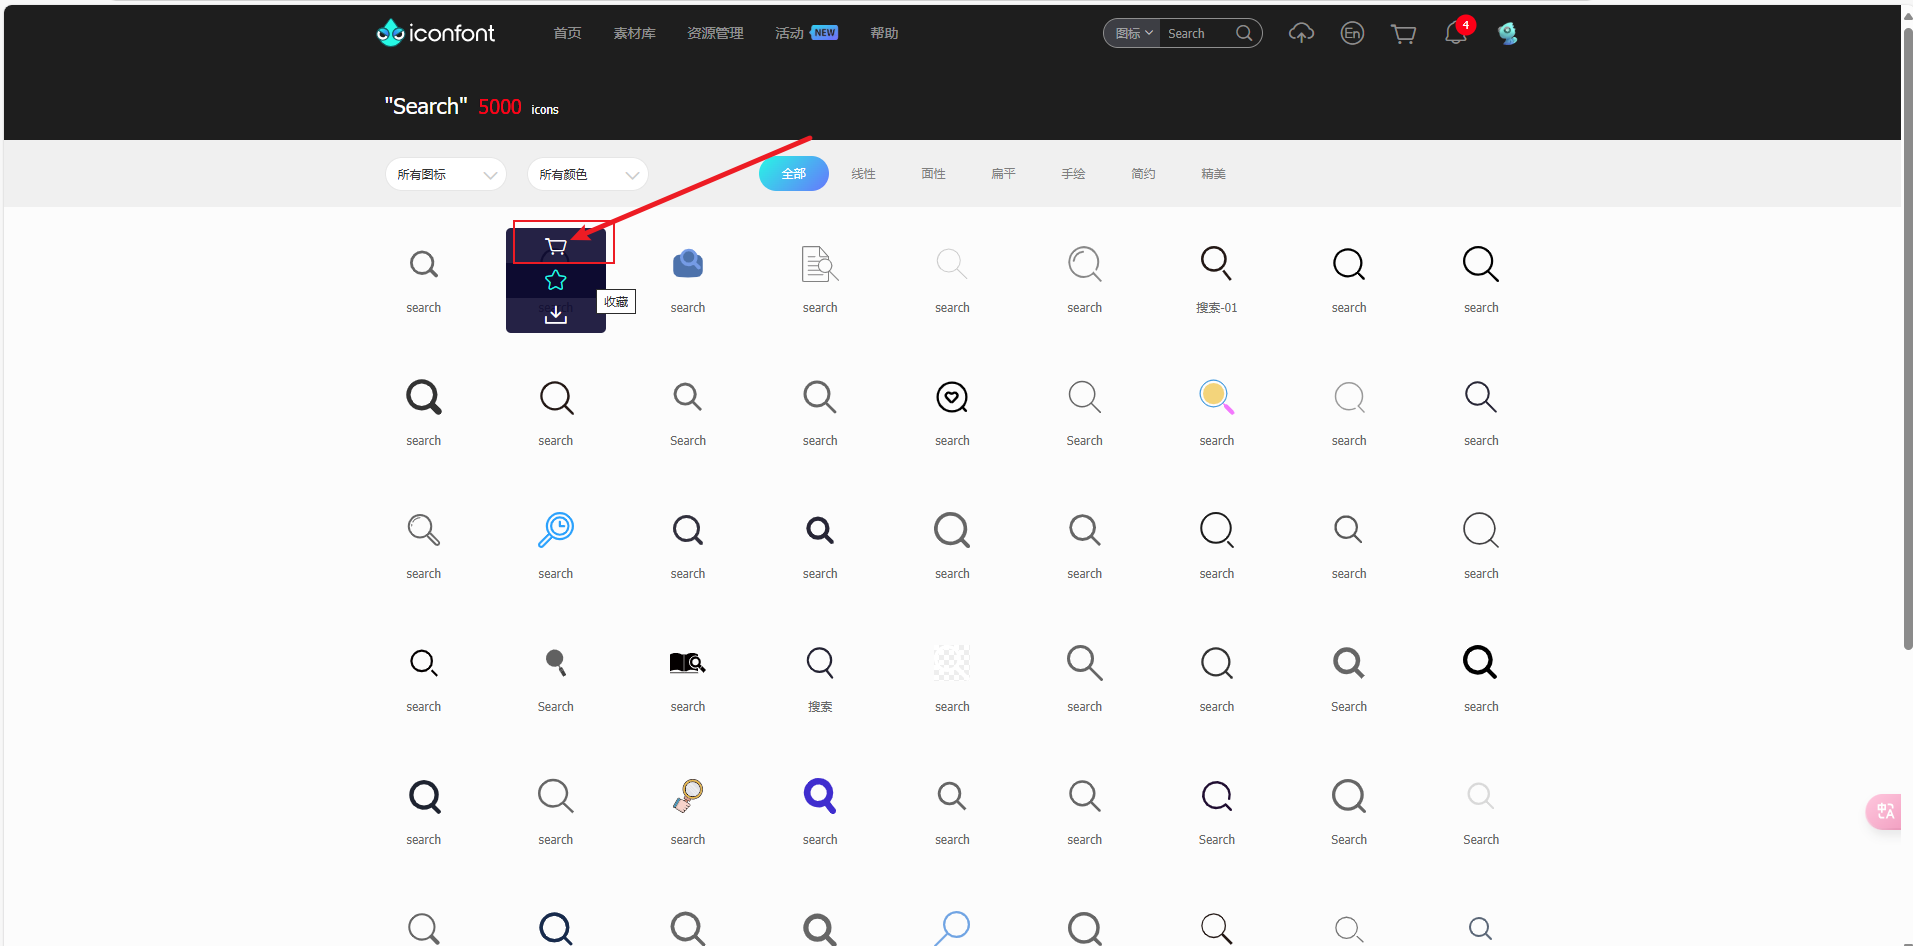 iconfont 首页 素材库 资源管理 活动 NEW 帮助 图标 Search En 4
"Search" 5000 icons
所有图标 所有颜色 全部 线性 面性 扁平 手绘 简约 精美
收藏
search search search search search 搜索-01 search search
search search Search search search Search search search search
search search search search search search search search search
search Search search 搜索 search search search Search search
search search search search search search Search Search Search